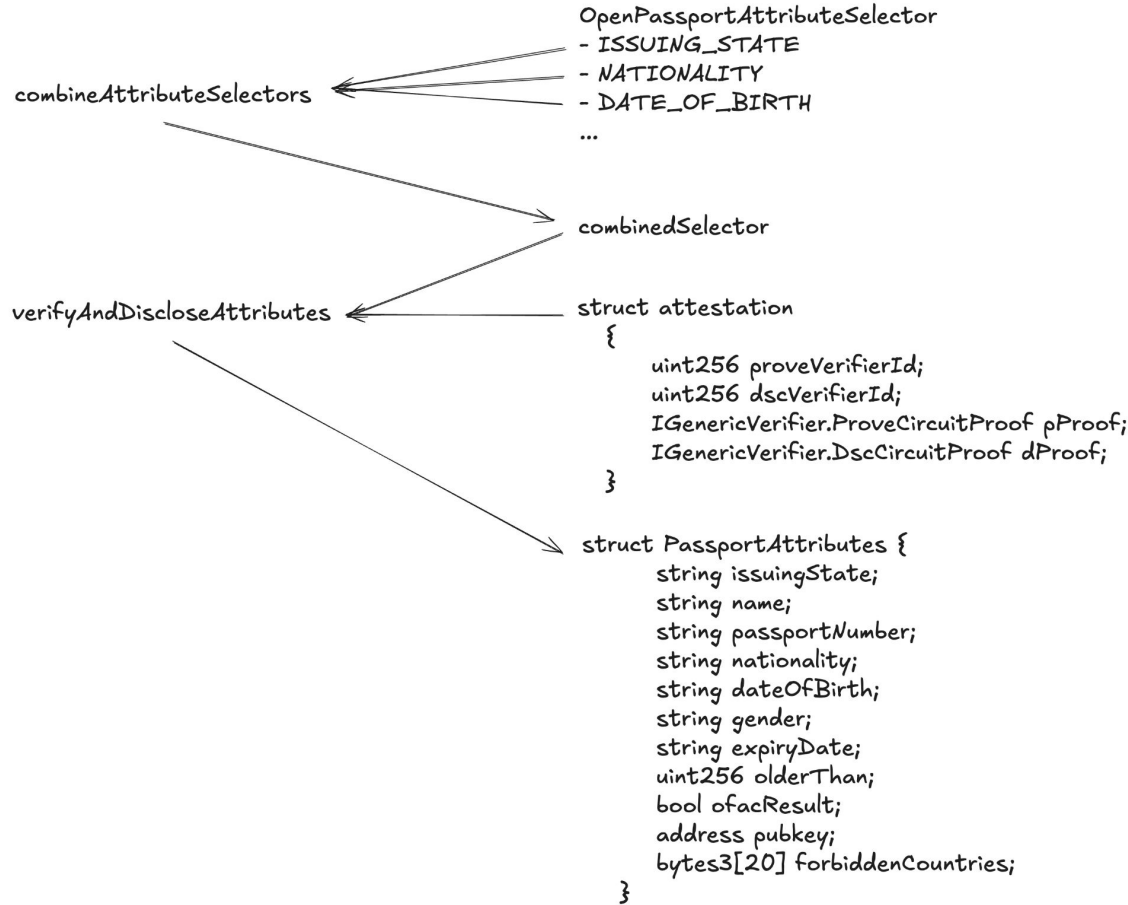 OpenPassportAttributeSelector
- ISSUING_STATE
- NATIONALITY
combineAttributeSelectors
- DATE_OF_BIRTH
...
combinedSelector
verifyAndDiscloseAttributes
struct attestation
{
uint256 proveVerifierId;
uint256 dscVerifierId;
IGenericVerifier.ProveCircuitProof pProof;
IGenericVerifier.DscCircuitProof dProof;
}
struct PassportAttributes {
string issuingState;
string name;
string passportNumber;
string nationality;
string dateOfBirth;
string gender;
string expiryDate;
uint256 olderThan;
bool ofacResult;
address pubkey;
bytes3[20] forbiddenCountries;
}